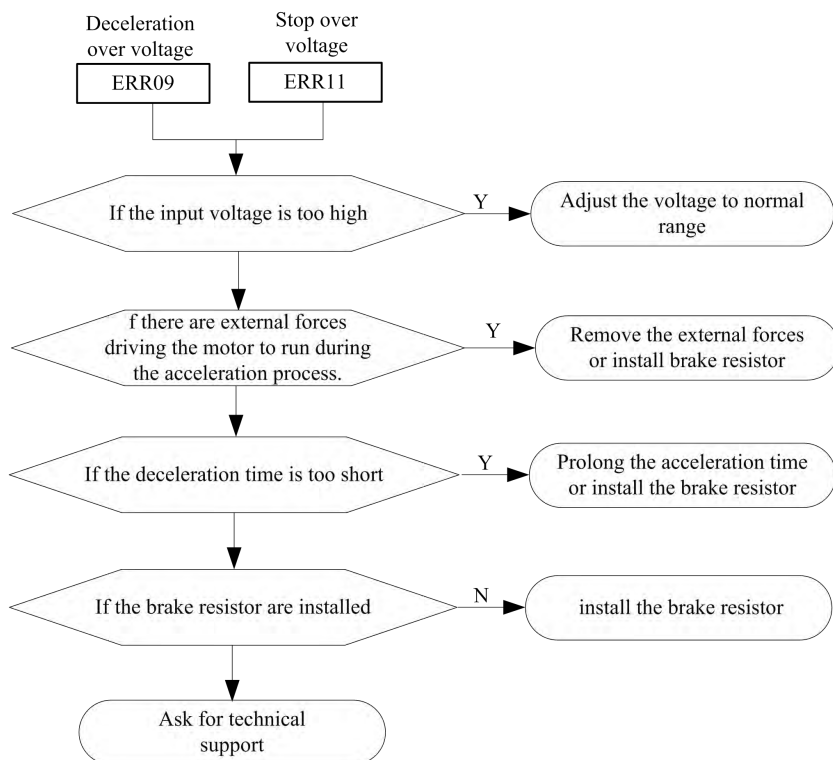 Deceleration
over voltage
Stop over
voltage
ERR09
ERR11
If the input voltage is too high
Y
Adjust the voltage to normal
range
f there are external forces
driving the motor to run during
the acceleration process.
Y
Remove the external forces
or install brake resistor
If the deceleration time is too short
Y
Prolong the acceleration time
or install the brake resistor
If the brake resistor are installed
N
install the brake resistor
Ask for technical
support